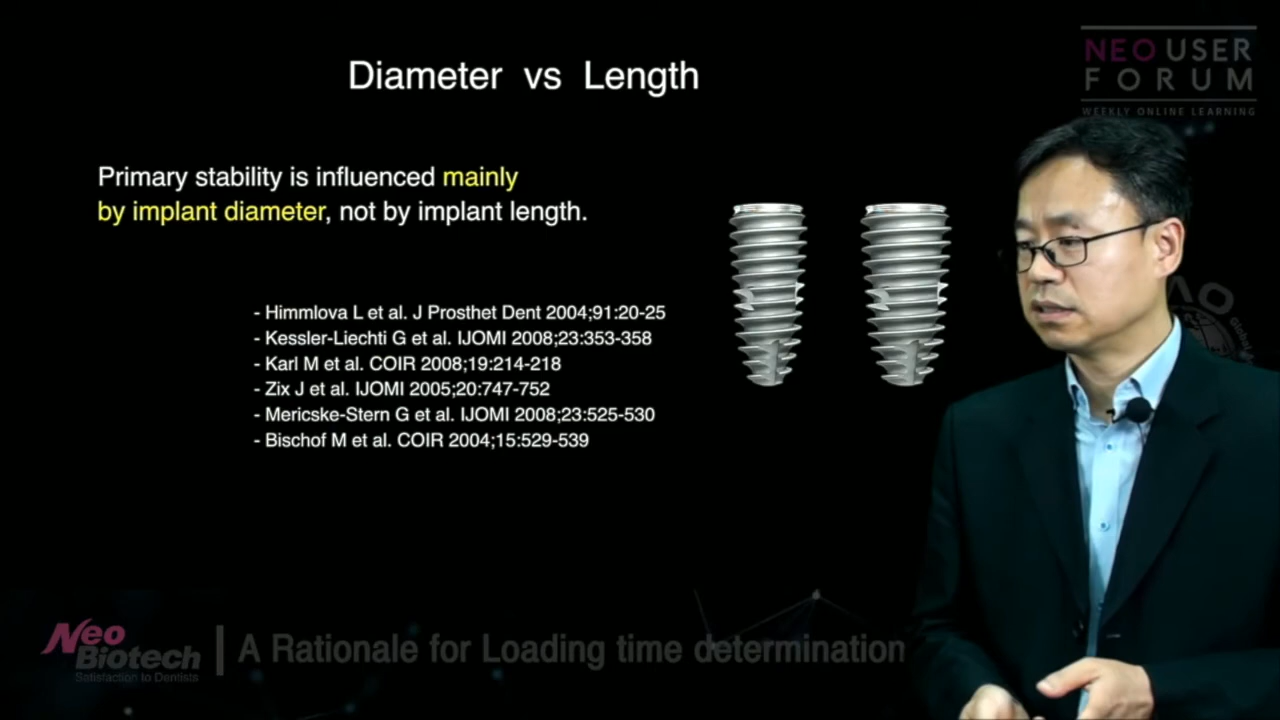 Diameter vs Length
NEO USER
FORUM
WEEKLY ONLINE LEARNING
Primary stability is influenced mainly
by implant diameter, not by implant length.
- Himmlova L et al. J Prosthet Dent 2004;91:20-25
- Kessler-Liechti G et al. IJOMI 2008;23:353-358
- Karl M et al. COIR 2008;19:214-218
- Zix J et al. IJOMI 2005;20:747-752
- Mericske-Stern G et al. IJOMI 2008;23:525-530
- Bischof M et al. COIR 2004;15:529-539
Neo
Biotech
Satisfaction to Dentists
A Rationale for Loading time determination